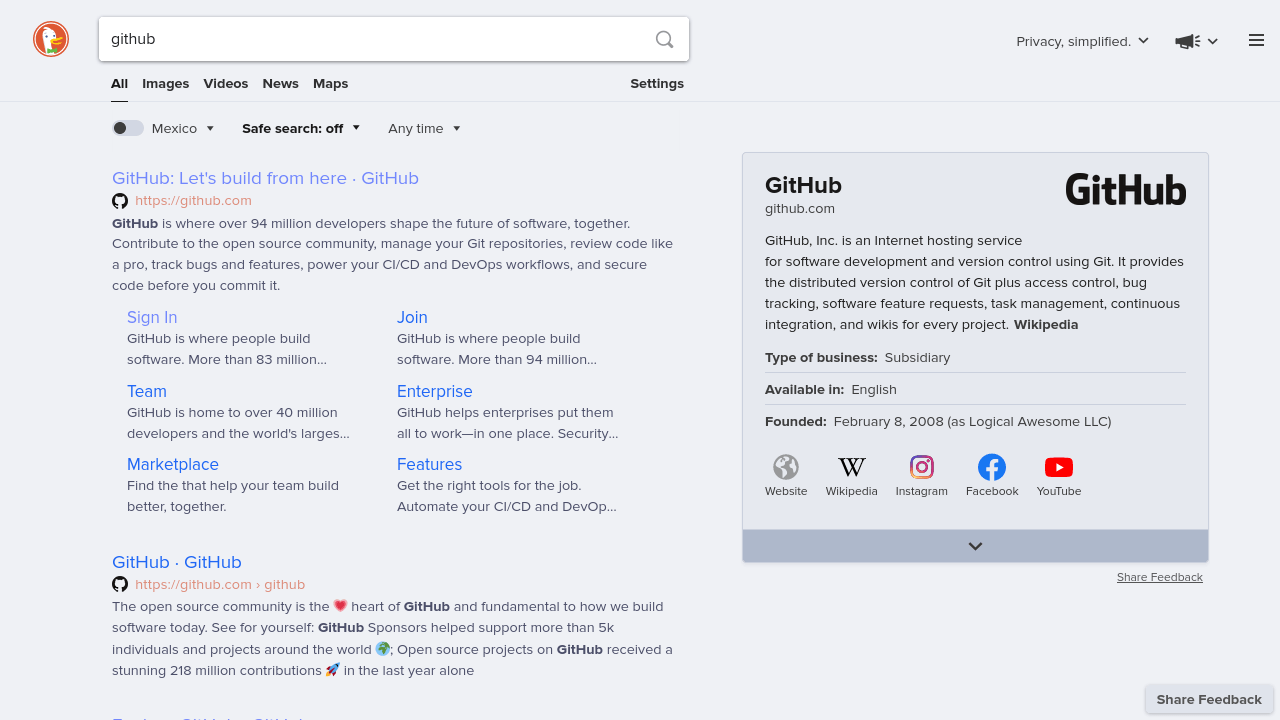 github
Privacy, simplified.
All Images Videos News Maps Settings
Mexico Safe search: off Any time
GitHub: Let's build from here · GitHub
https://github.com
GitHub is where over 94 million developers shape the future of software, together.
Contribute to the open source community, manage your Git repositories, review code like
a pro, track bugs and features, power your CI/CD and DevOps workflows, and secure
code before you commit it.
Sign In
GitHub is where people build
software. More than 83 million...
Join
GitHub is where people build
software. More than 94 million...
Team
GitHub is home to over 40 million
developers and the world's larges...
Enterprise
GitHub helps enterprises put them
all to work—in one place. Security...
Marketplace
Find the that help your team build
better, together.
Features
Get the right tools for the job.
Automate your CI/CD and DevOp...
GitHub · GitHub
https://github.com › github
The open source community is the 💗 heart of GitHub and fundamental to how we build
software today. See for yourself: GitHub Sponsors helped support more than 5k
individuals and projects around the world 🌍; Open source projects on GitHub received a
stunning 218 million contributions 🚀 in the last year alone
GitHub
GitHub
github.com
GitHub, Inc. is an Internet hosting service
for software development and version control using Git. It provides
the distributed version control of Git plus access control, bug
tracking, software feature requests, task management, continuous
integration, and wikis for every project. Wikipedia
Type of business: Subsidiary
Available in: English
Founded: February 8, 2008 (as Logical Awesome LLC)
Website Wikipedia Instagram Facebook YouTube
Share Feedback
Share Feedback